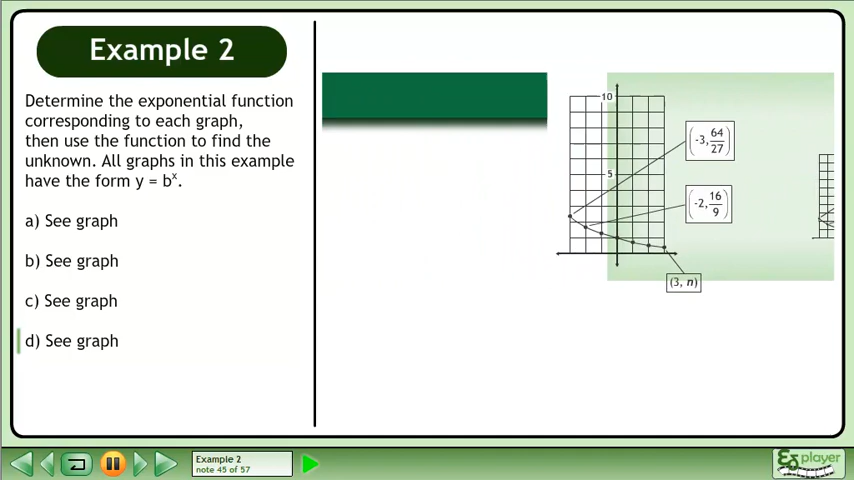 Example 2
Determine the exponential function
corresponding to each graph,
then use the function to find the
unknown. All graphs in this example
have the form y = bˣ.
a) See graph
b) See graph
c) See graph
d) See graph
10
(-3, 64/27)
5
(-2, 16/9)
(3, n)
Example 2
note 45 of 57
player